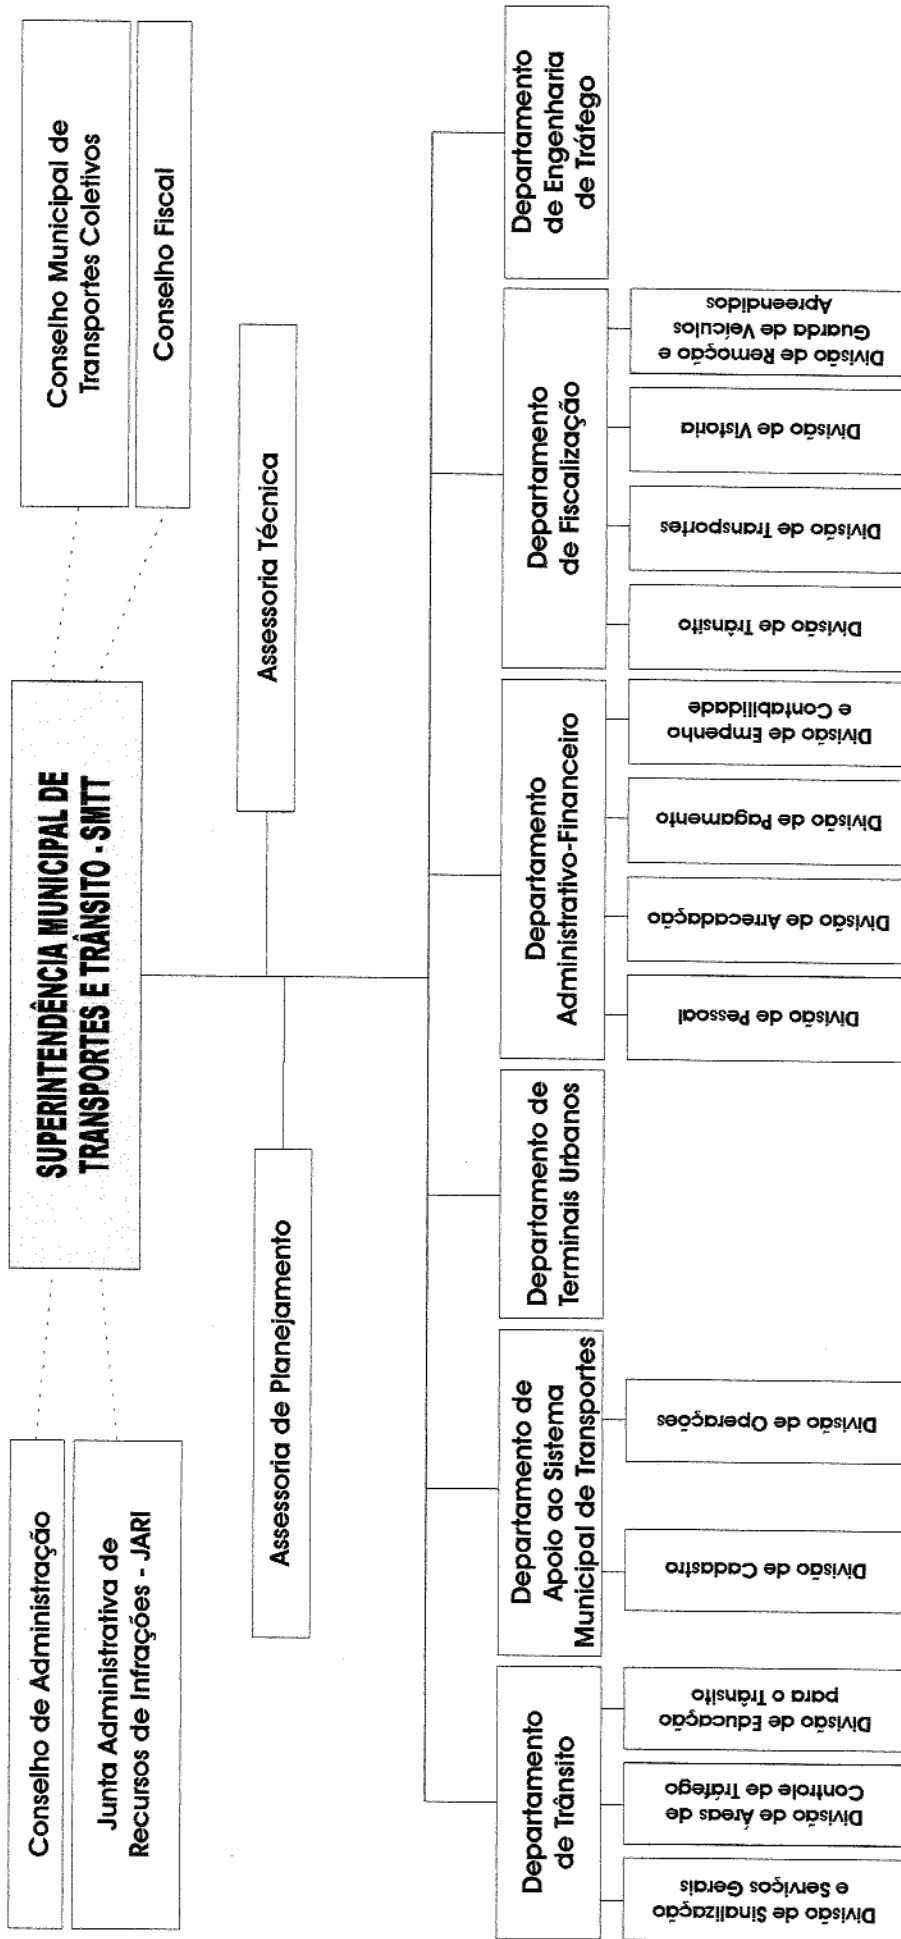 Conselho de Administração
Junta Administrativa de
Recursos de Infrações - JARI
SUPERINTENDÊNCIA MUNICIPAL DE
TRANSPORTES E TRÂNSITO - SMTT
Conselho Municipal de
Transportes Coletivos
Conselho Fiscal
Assessoria de Planejamento
Assessoria Técnica
Departamento
de Trânsito
Departamento de
Apoio ao Sistema
Municipal de Transportes
Departamento de
Terminais Urbanos
Departamento
Administrativo-Financeiro
Departamento
de Fiscalização
Departamento
de Engenharia
de Tráfego
Divisão de Sinalização
e Serviços Gerais
Divisão de Áreas de
Controle de Tráfego
Divisão de Educação
para o Trânsito
Divisão de Cadastro
Divisão de Operações
Divisão de Pessoal
Divisão de Arrecadação
Divisão de Pagamento
Divisão de Empenho
e Contabilidade
Divisão de Trânsito
Divisão de Transportes
Divisão de Vistoria
Divisão de Remoção e
Guarda de Veículos
Apreendidos